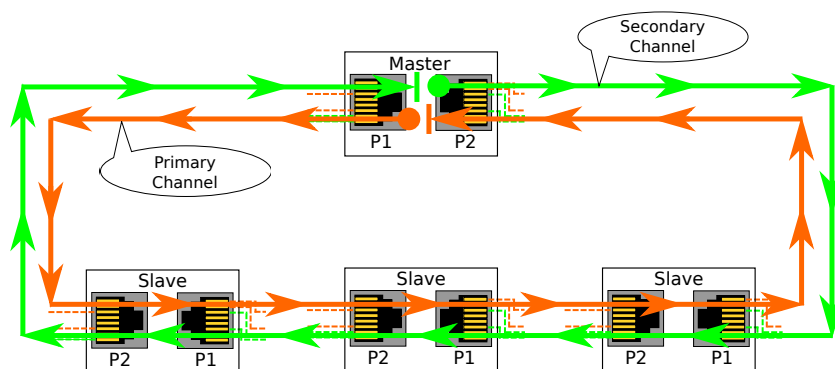 Secondary
Channel
Master
P1
P2
Primary
Channel
Slave
P2
P1
Slave
P2
P1
Slave
P2
P1